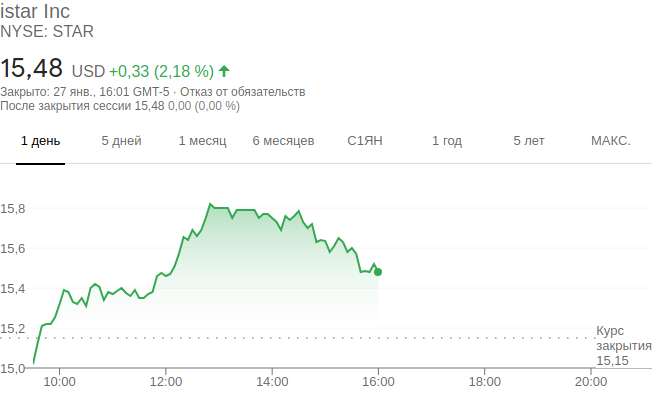 istar Inc
NYSE: STAR
15,48 USD +0,33 (2,18 %)
Закрыто: 27 янв., 16:01 GMT-5 · Отказ от обязательств
После закрытия сессии 15,48 0,00 (0,00 %)
1 день 5 дней 1 месяц 6 месяцев С1ЯН 1 год 5 лет МАКС.
15,8
15,6
15,4
15,2
15,0
Курс
закрытия
15,15
10:00 12:00 14:00 16:00 18:00 20:00